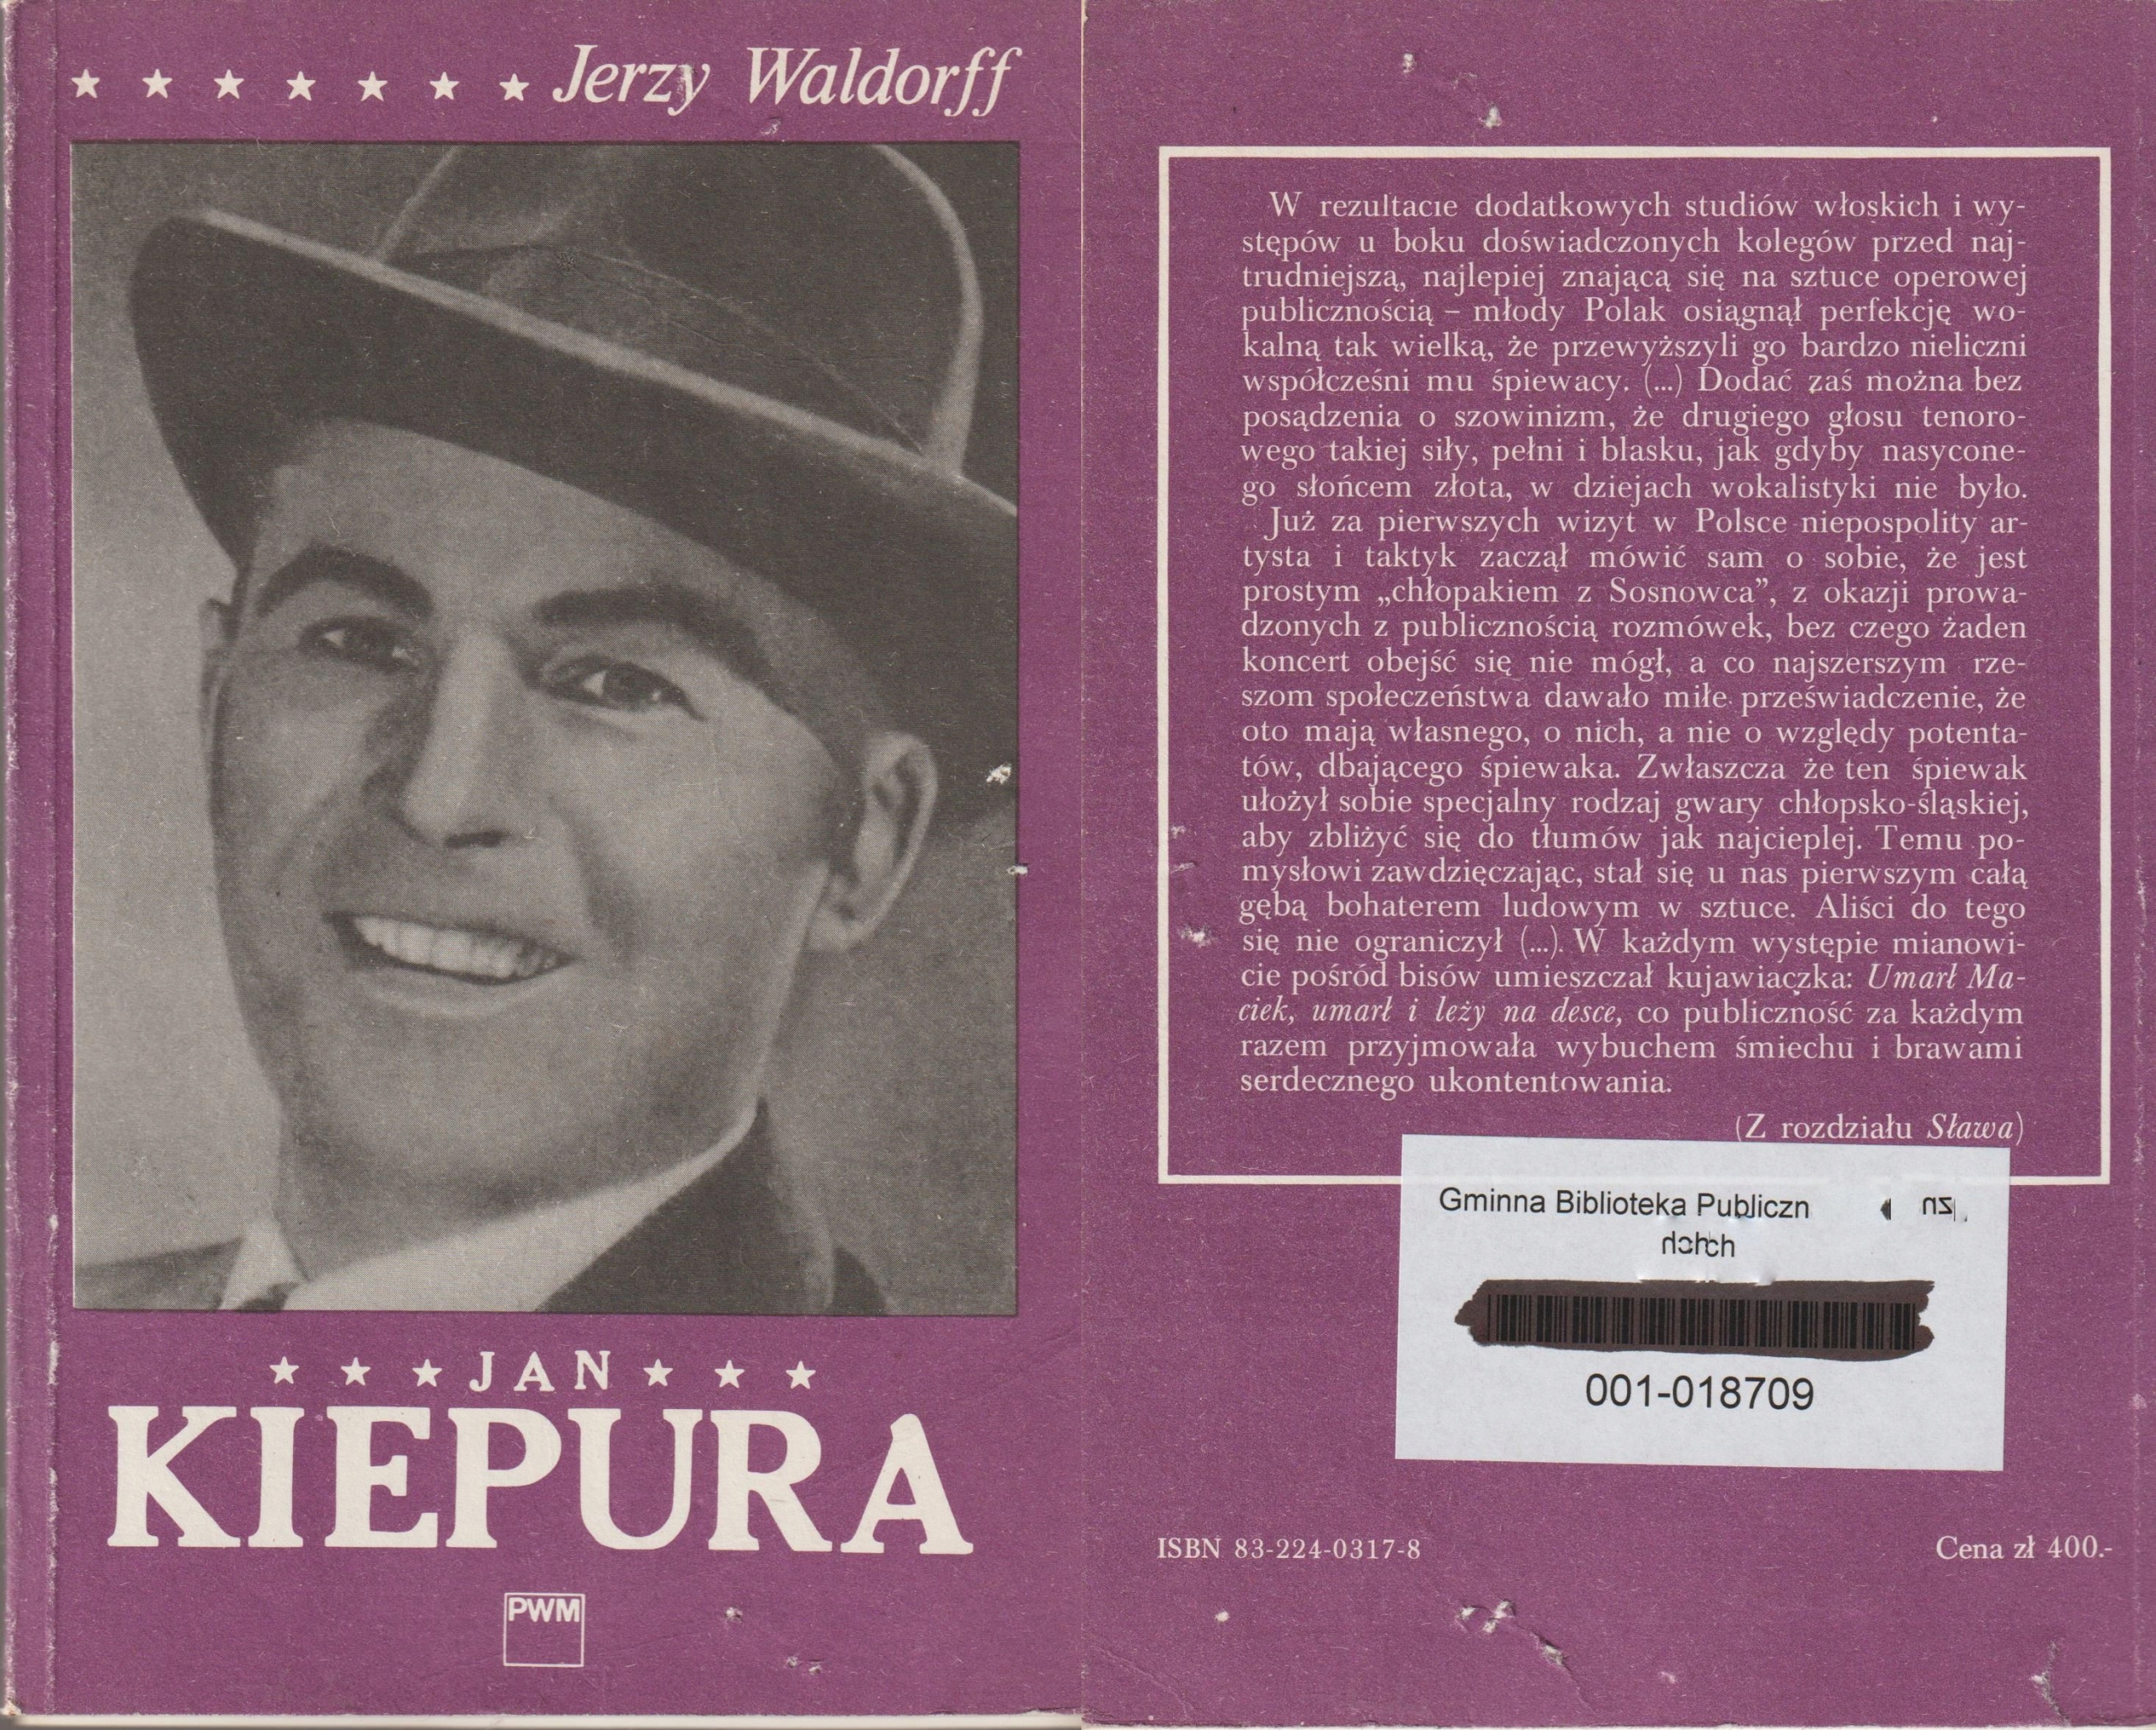 Jerzy Waldorff
JAN
KIEPURA
PWM
W rezultacie dodatkowych studiów włoskich i wy-
stępów u boku doświadczonych kolegów przed naj-
trudniejszą, najlepiej znającą się na sztuce operowej
publicznością – młody Polak osiągnął perfekcję wo-
kalną tak wielką, że przewyższyli go bardzo nieliczni
współcześni mu śpiewacy. (...) Dodać zaś można bez
posądzenia o szowinizm, że drugiego głosu tenoro-
wego takiej siły, pełni i blasku, jak gdyby nasycone-
go słońcem złota, w dziejach wokalistyki nie było.
Już za pierwszych wizyt w Polsce niepospolity ar-
tysta i taktyk zaczął mówić sam o sobie, że jest
prostym „chłopakiem z Sosnowca”, z okazji prowa-
dzonych z publicznością rozmówek, bez czego żaden
koncert obejść się nie mógł, a co najszerszym rze-
szom społeczeństwa dawało miłe przeświadczenie, że
oto mają własnego, o nich, a nie o względy potenta-
tów, dbającego śpiewaka. Zwłaszcza że ten śpiewak
ułożył sobie specjalny rodzaj gwary chłopsko-śląskiej,
aby zbliżyć się do tłumów jak najcieplej. Temu po-
mysłowi zawdzięczając, stał się u nas pierwszym całą
gębą bohaterem ludowym w sztuce. Aliści do tego
się nie ograniczył (...). W każdym występie mianowi-
cie pośród bisów umieszczał kujawiaczka: Umarł Ma-
ciek, umarł i leży na desce, co publiczność za każdym
razem przyjmowała wybuchem śmiechu i brawami
serdecznego ukontentowania.
(Z rozdziału Sława)
Gminna Biblioteka Publiczn
001-018709
ISBN 83-224-0317-8
Cena zł 400.-